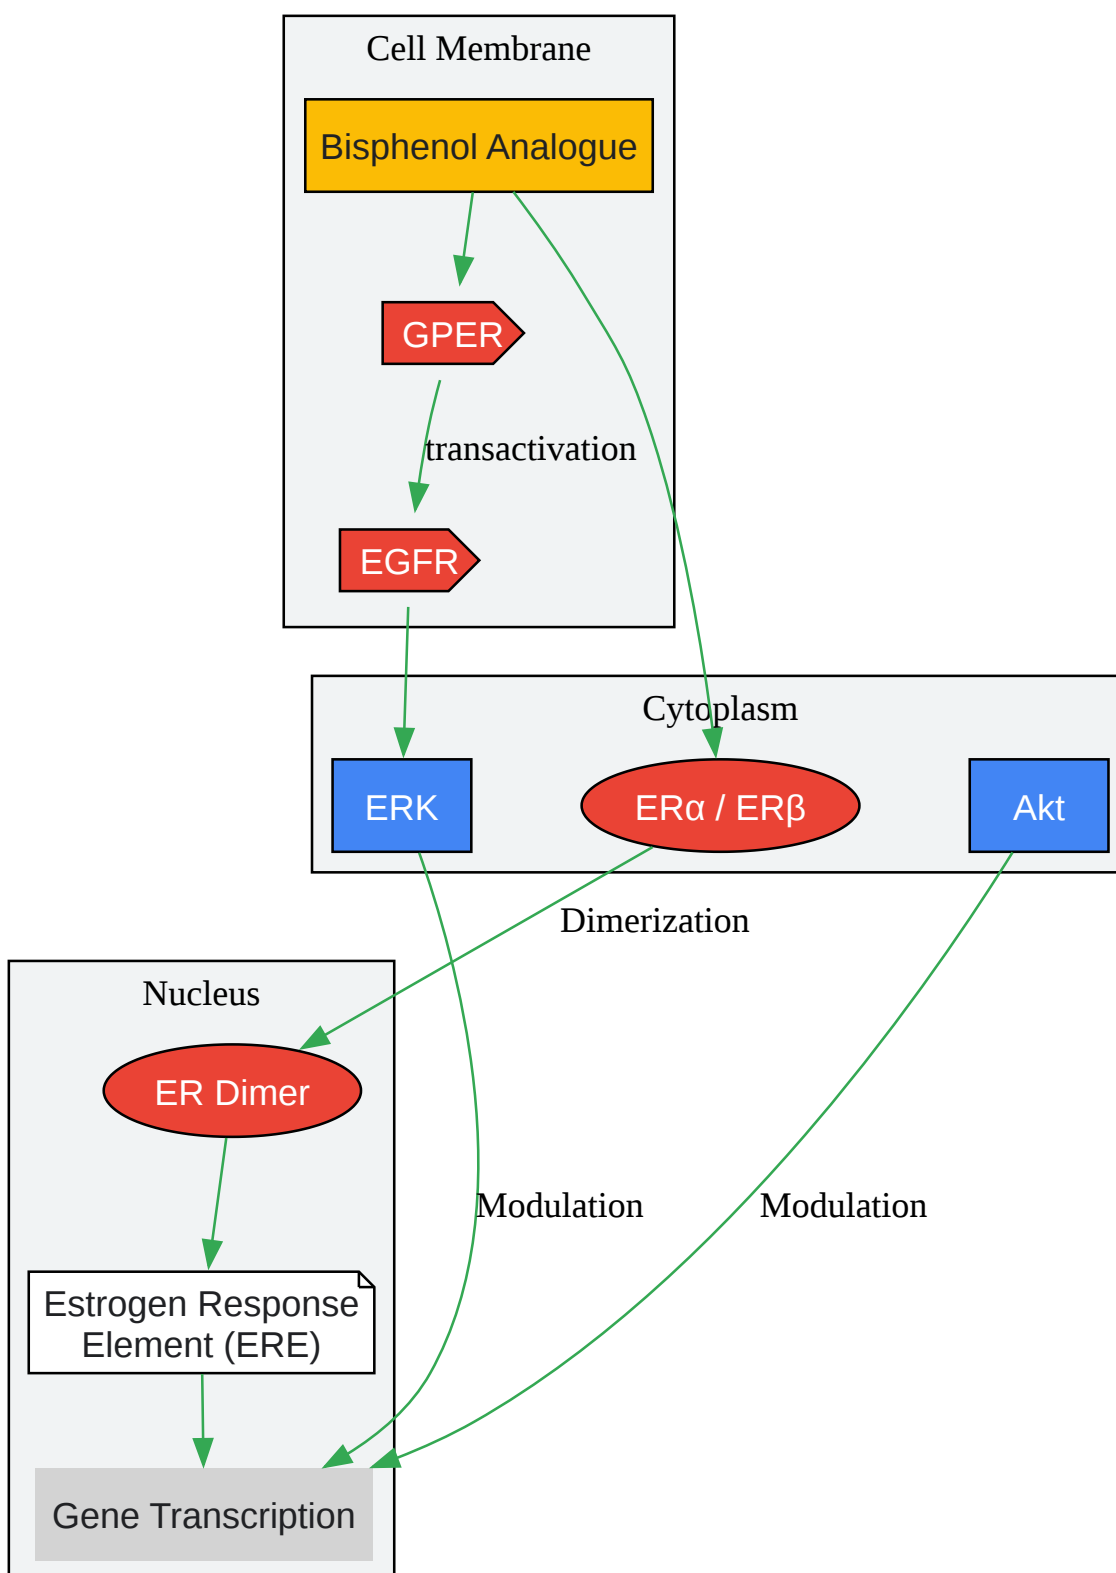 Cell Membrane
Bisphenol Analogue
GPER
transactivation
EGFR
Cytoplasm
ERK
ERα / ERβ
Akt
Dimerization
Nucleus
ER Dimer
Modulation
Modulation
Estrogen Response
Element (ERE)
Gene Transcription